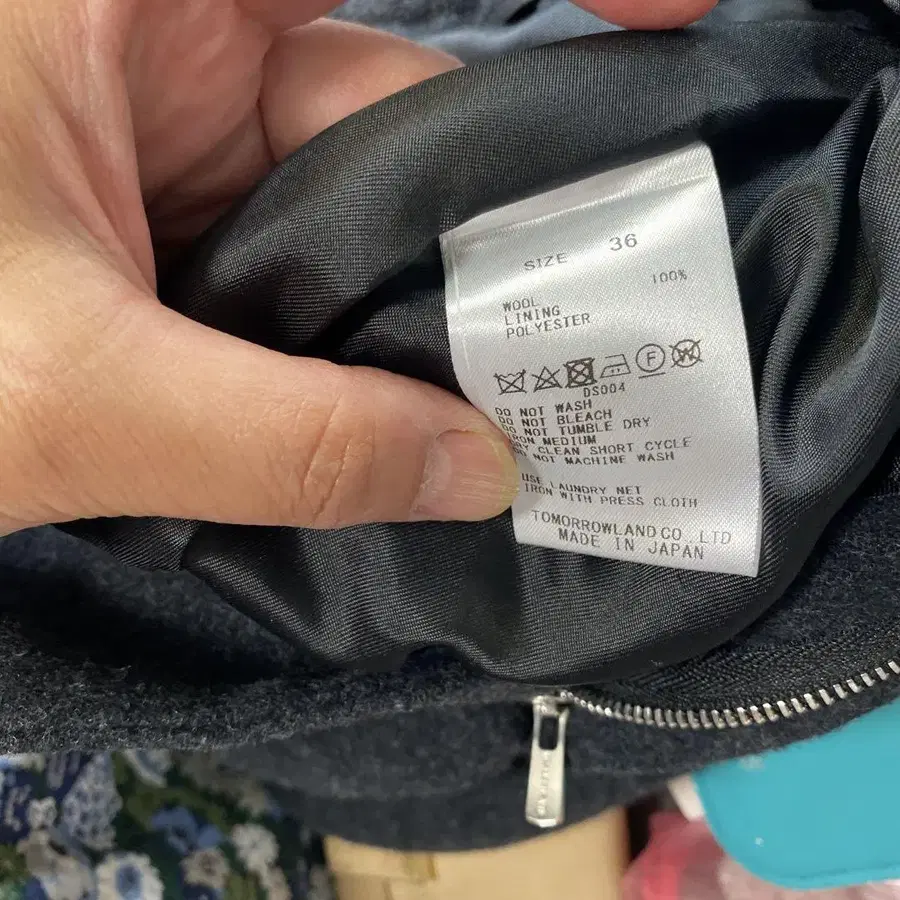 SIZE 36
100%
WOOL
LINING
POLYESTER
DS004
DO NOT WASH
DO NOT BLEACH
DO NOT TUMBLE DRY
IRON MEDIUM
DRY CLEAN SHORT CYCLE
NOT MACHINE WASH
USE LAUNDRY NET
IRON WITH PRESS CLOTH
TOMORROWLAND CO., LTD
MADE IN JAPAN